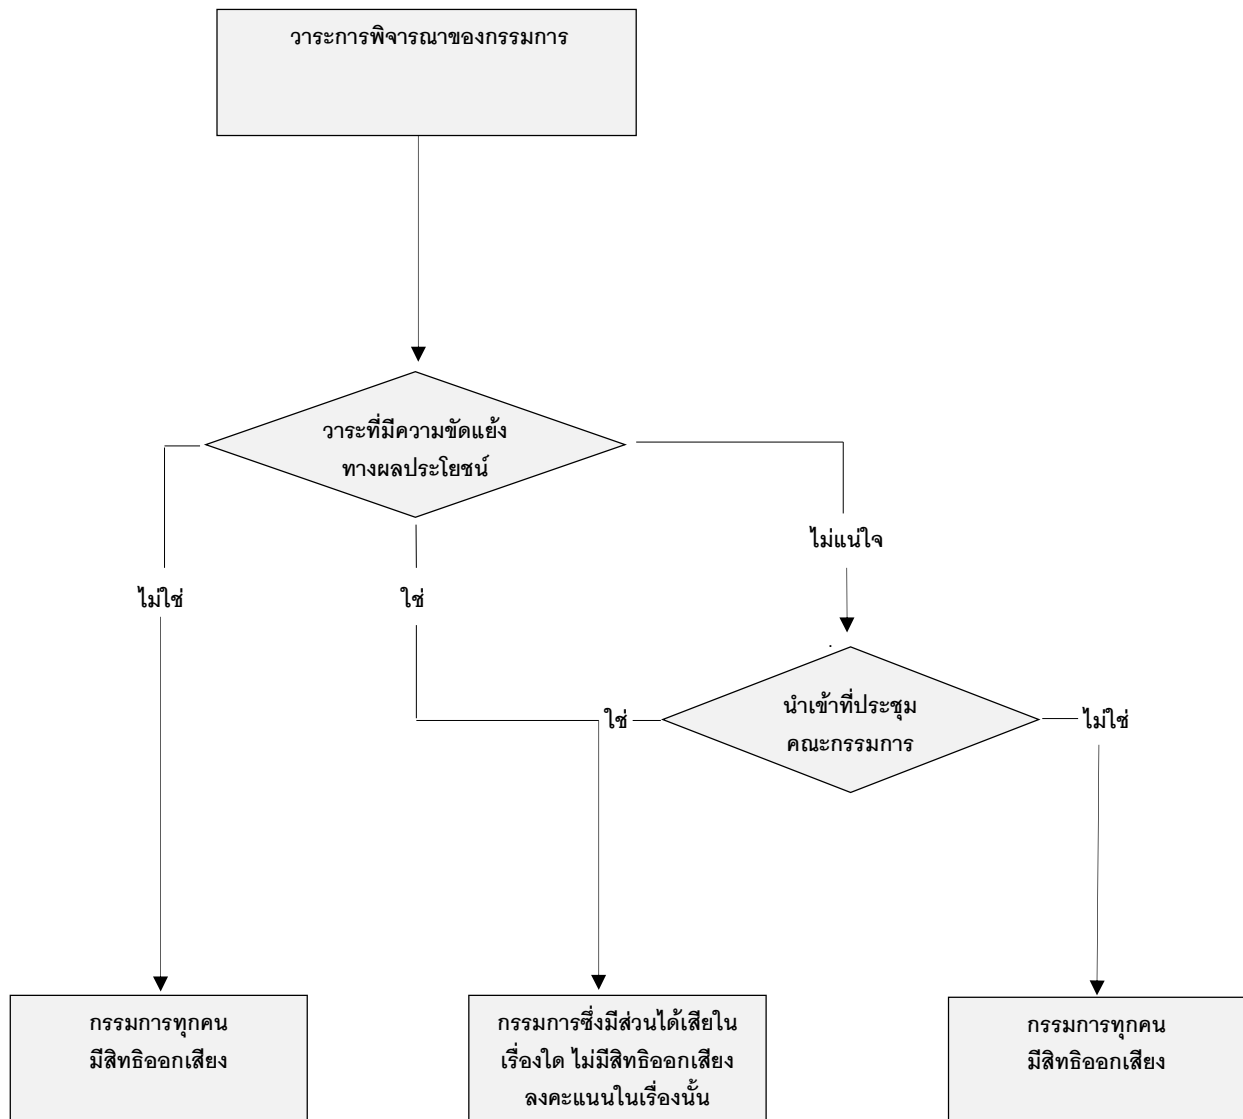 วาระการพิจารณาของกรรมการ
วาระที่มีความขัดแย้ง
ทางผลประโยชน์
ไม่แน่ใจ
ไม่ใช่
ใช่
นำเข้าที่ประชุม
คณะกรรมการ
ใช่
ไม่ใช่
กรรมการทุกคน
มีสิทธิออกเสียง
กรรมการซึ่งมีส่วนได้เสียใน
เรื่องใด ไม่มีสิทธิออกเสียง
ลงคะแนนในเรื่องนั้น
กรรมการทุกคน
มีสิทธิออกเสียง